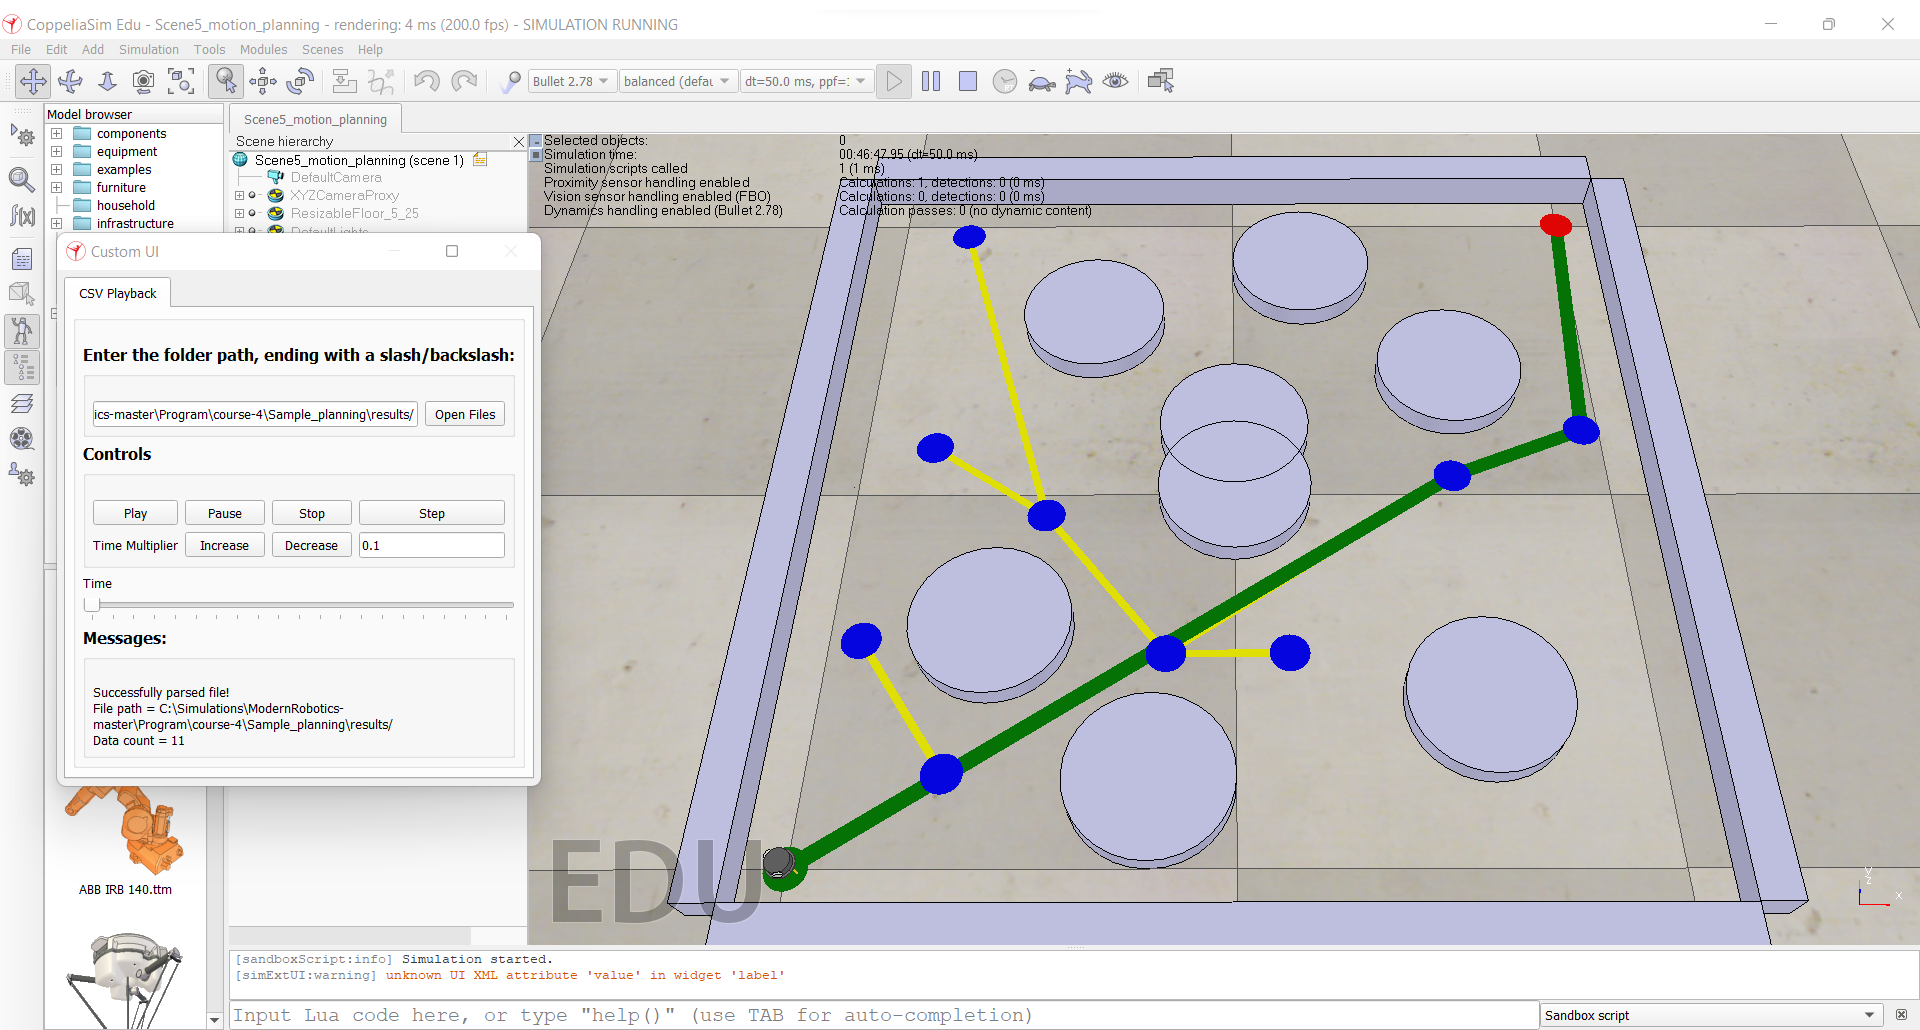 CoppeliaSim Edu - Scene5_motion_planning - rendering: 4 ms (200.0 fps) - SIMULATION RUNNING
File Edit Add Simulation Tools Modules Scenes Help
Bullet 2.78 balanced (defau dt=50.0 ms, ppf=:
Model browser
components
equipment
examples
furniture
household
infrastructure
Scene5_motion_planning
Scene hierarchy
Scene5_motion_planning (scene 1)
DefaultCamera
XYZCameraProxy
ResizableFloor_5_25
DefaultLights
Selected objects: 0
Simulation time: 00:46:47.95 (dt=50.0 ms)
Simulation scripts called 1 (1 ms)
Proximity sensor handling enabled Calculations: 1, detections: 0 (0 ms)
Vision sensor handling enabled (FBO) Calculations: 0, detections: 0 (0 ms)
Dynamics handling enabled (Bullet 2.78) Calculation passes: 0 (no dynamic content)
Custom UI
CSV Playback
Enter the folder path, ending with a slash/backslash:
ics-master\Program\course-4\Sample_planning\results/ Open Files
Controls
Play Pause Stop Step
Time Multiplier Increase Decrease 0.1
Time
Messages:
Successfully parsed file!
File path = C:\Simulations\ModernRobotics-
master\Program\course-4\Sample_planning\results/
Data count = 11
ABB IRB 140.ttm
EDU
x
[sandboxScript:info] Simulation started.
[simExtUI:warning] unknown UI XML attribute 'value' in widget 'label'
Input Lua code here, or type "help()" (use TAB for auto-completion)
Sandbox script